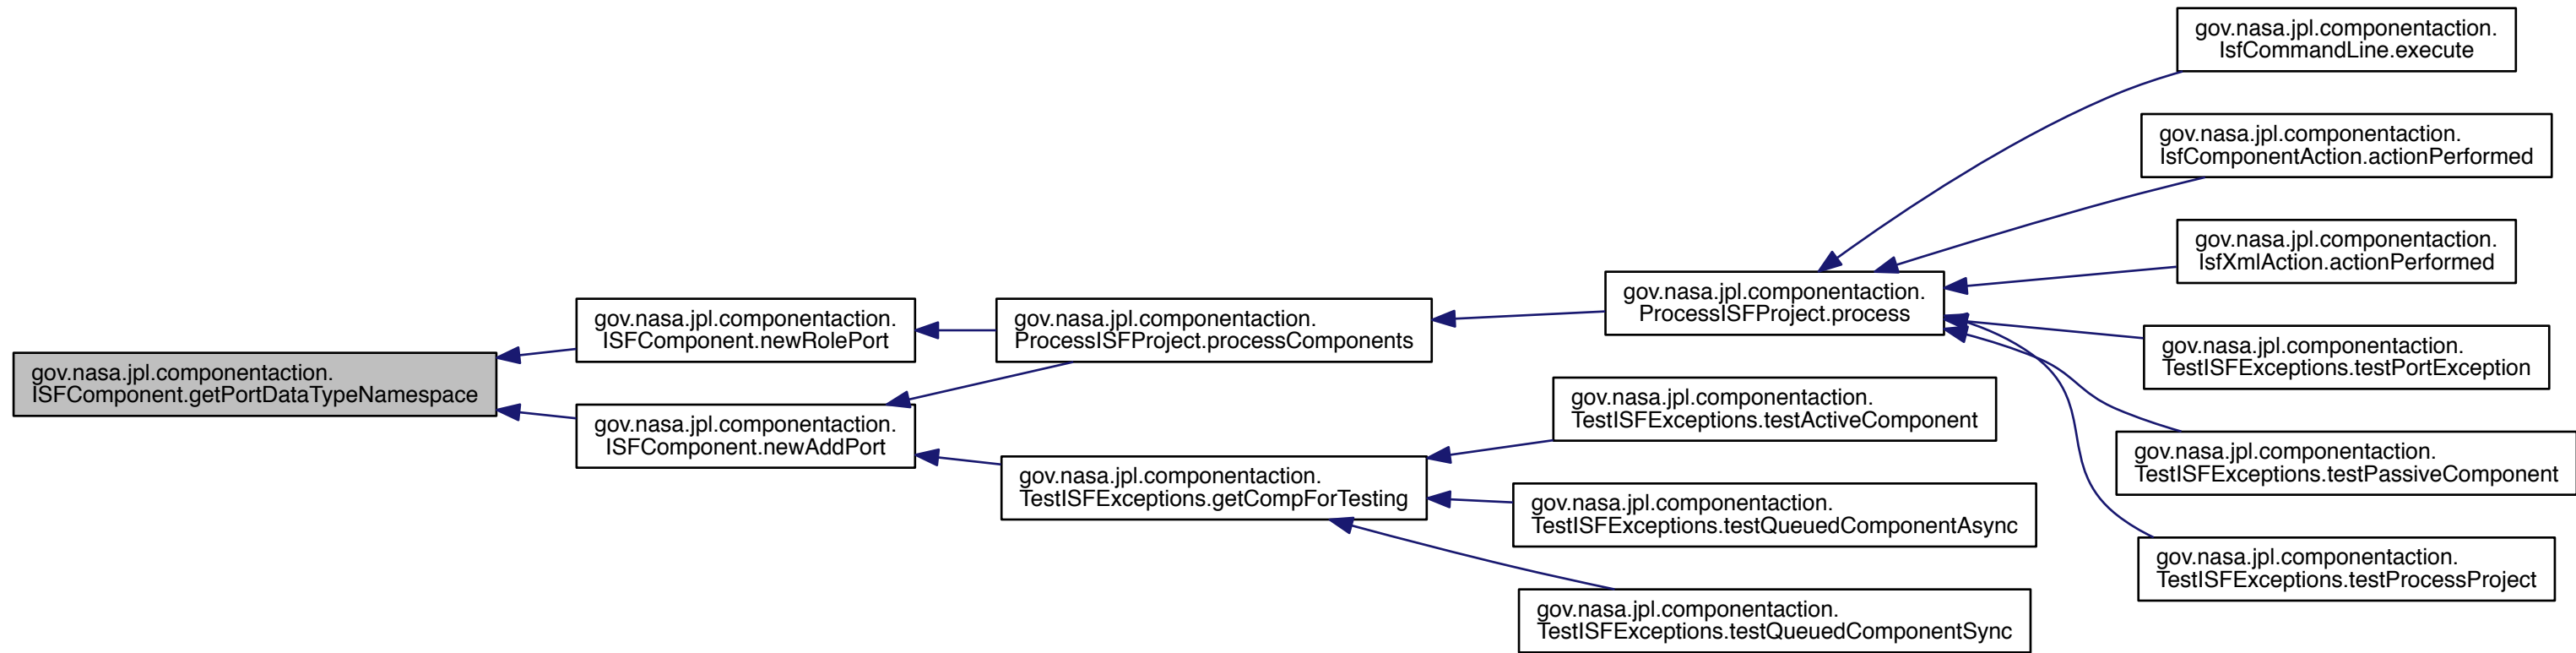 gov.nasa.jpl.componentaction.
ISFComponent.getPortDataTypeNamespace
gov.nasa.jpl.componentaction.
ISFComponent.newRolePort
gov.nasa.jpl.componentaction.
ISFComponent.newAddPort
gov.nasa.jpl.componentaction.
ProcessISFProject.processComponents
gov.nasa.jpl.componentaction.
TestISFExceptions.getCompForTesting
gov.nasa.jpl.componentaction.
ProcessISFProject.process
gov.nasa.jpl.componentaction.
TestISFExceptions.testActiveComponent
gov.nasa.jpl.componentaction.
TestISFExceptions.testQueuedComponentAsync
gov.nasa.jpl.componentaction.
TestISFExceptions.testQueuedComponentSync
gov.nasa.jpl.componentaction.
IsfCommandLine.execute
gov.nasa.jpl.componentaction.
IsfComponentAction.actionPerformed
gov.nasa.jpl.componentaction.
IsfXmlAction.actionPerformed
gov.nasa.jpl.componentaction.
TestISFExceptions.testPortException
gov.nasa.jpl.componentaction.
TestISFExceptions.testPassiveComponent
gov.nasa.jpl.componentaction.
TestISFExceptions.testProcessProject